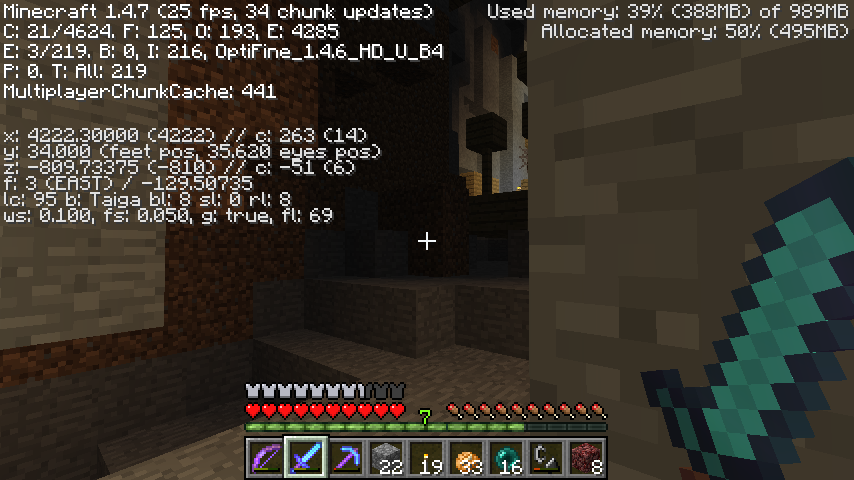 Minecraft 1.4.7 (25 fps, 34 chunk updates)
C: 21/4624. F: 125, O: 193, E: 4285
E: 3/219. B: 0, I: 216, OptiFine_1.4.6_HD_U_B4
P: 0. T: All: 219
MultiplayerChunkCache: 441
Used memory: 39% (388MB) of 989MB
Allocated memory: 50% (495MB)
x: 4222.30000 (4222) // c: 263 (14)
y: 34.000 (feet pos, 35.620 eyes pos)
z: -809.73375 (-810) // c: -51 (6)
f: 3 (EAST) / -129.50735
lc: 95 b: Taiga bl: 8 sl: 0 rl: 8
ws: 0.100, fs: 0.050, g: true, fl: 69
7
22
19
33
16
8